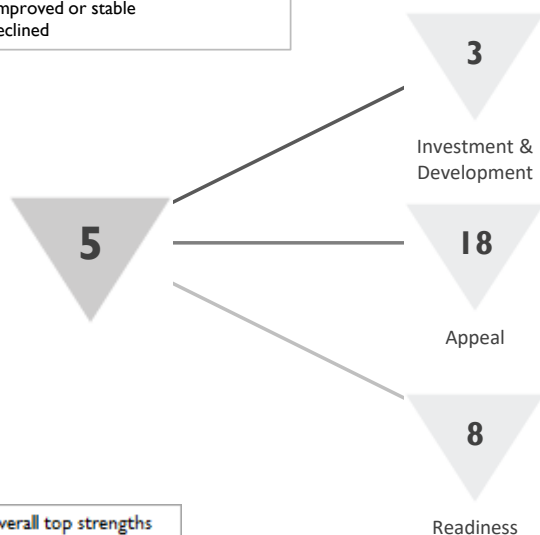 mproved or stable
eclined
3
Investment &
Development
5
18
Appeal
8
Readiness
verall top strengths